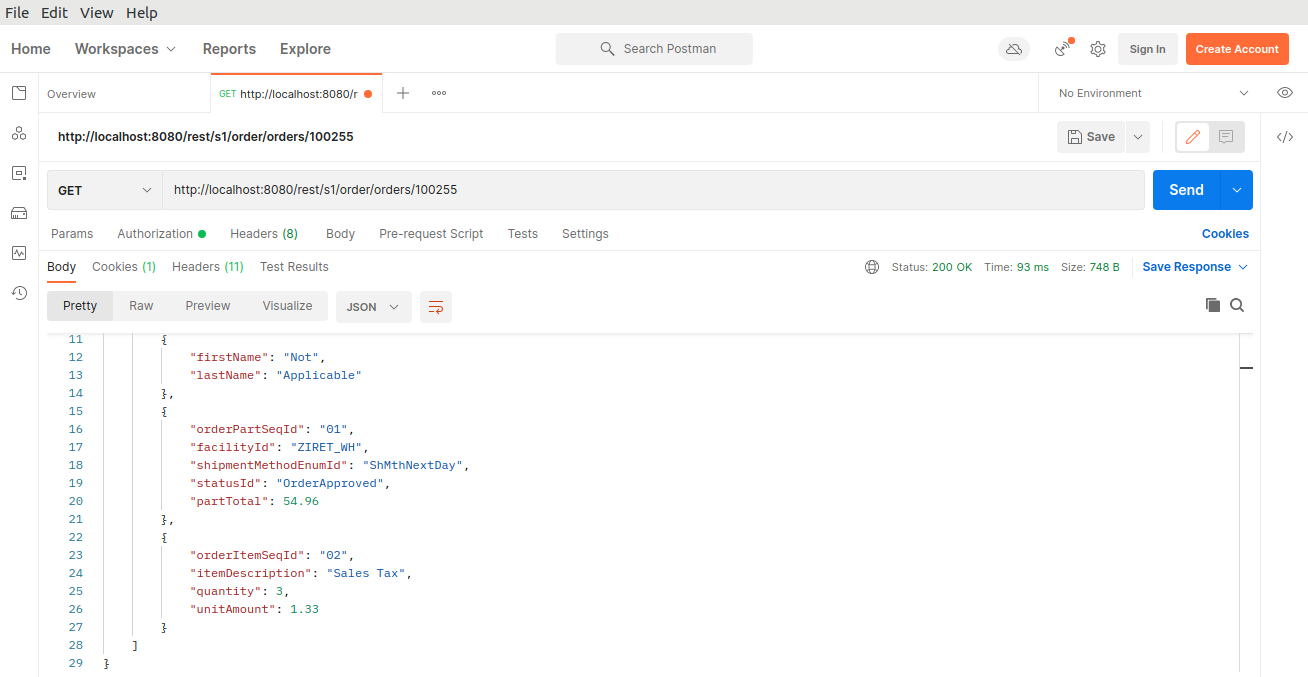 File Edit View Help
Home Workspaces Reports Explore Search Postman Sign In Create Account
Overview GET http://localhost:8080/r No Environment
http://localhost:8080/rest/s1/order/orders/100255 Save
GET http://localhost:8080/rest/s1/order/orders/100255 Send
Params Authorization Headers (8) Body Pre-request Script Tests Settings Cookies
Body Cookies (1) Headers (11) Test Results Status: 200 OK Time: 93 ms Size: 748 B Save Response
Pretty Raw Preview Visualize JSON
11 {
12 "firstName": "Not",
13 "lastName": "Applicable"
14 },
15 {
16 "orderPartSeqId": "01",
17 "facilityId": "ZIRET_WH",
18 "shipmentMethodEnumId": "ShMthNextDay",
19 "statusId": "OrderApproved",
20 "partTotal": 54.96
21 },
22 {
23 "orderItemSeqId": "02",
24 "itemDescription": "Sales Tax",
25 "quantity": 3,
26 "unitAmount": 1.33
27 }
28 ]
29 }